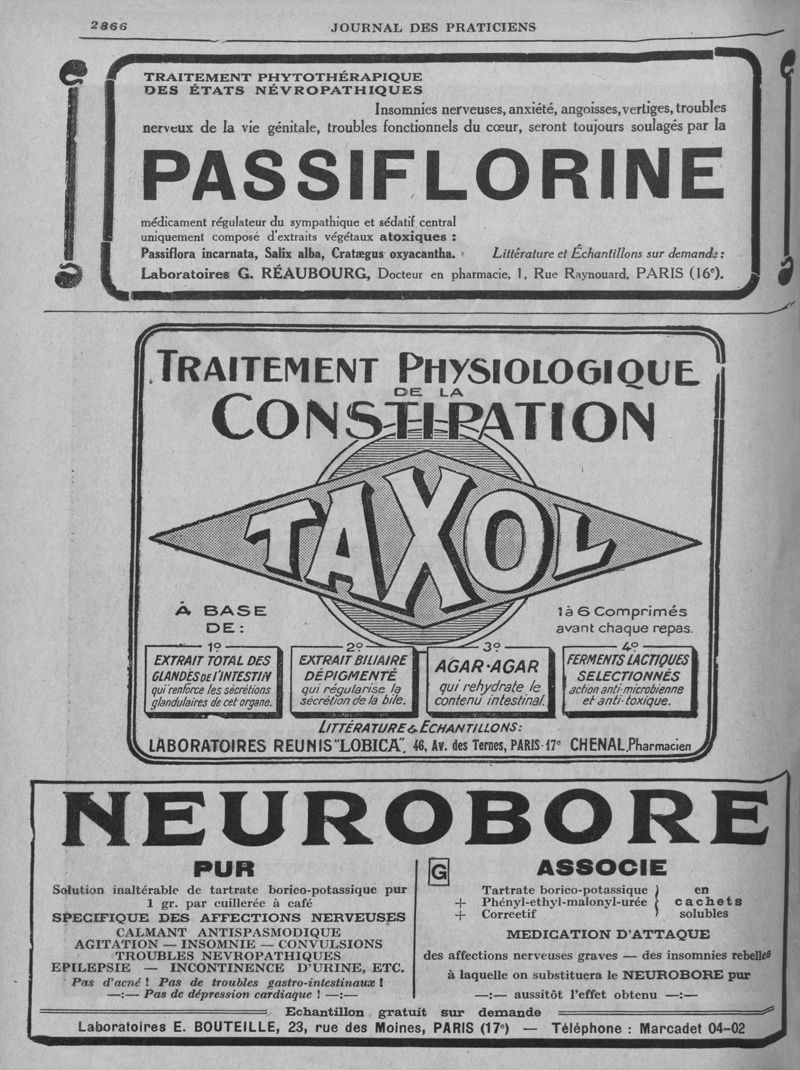 2866
JOURNAL DES PRATICIENS
TRAITEMENT PHYTOTHÉRAPIQUE
DES ÉTATS NÉVROPATHIQUES
Insomnies nerveuses, anxiété, angoisses, vertiges, troubles
nerveux de la vie génitale, troubles fonctionnels du cœur, seront toujours soulagés par la
PASSIFLORINE
médicament régulateur du sympathique et sédatif central
uniquement composé d'extraits végétaux atoxiques :
Passiflora incarnata, Salix alba, Cratægus oxyacantha. Littérature et Échantillons sur demande :
Laboratoires G. RÉAUBOURG, Docteur en pharmacie, 1, Rue Raynouard, PARIS (16e).
TRAITEMENT PHYSIOLOGIQUE
DE LA
CONSTIPATION
TAXOL
À BASE
DE :
1 à 6 Comprimés
avant chaque repas.
1º
EXTRAIT TOTAL DES
GLANDES DE L'INTESTIN
qui renforce les sécrétions
glandulaires de cet organe.
2º
EXTRAIT BILIAIRE
DÉPIGMENTÉ
qui régularise la
sécrétion de la bile.
3º
AGAR-AGAR
qui rehydrate le
contenu intestinal.
4º
FERMENTS LACTIQUES
SELECTIONNÉS
action anti-microbienne
et anti-toxique.
LITTÉRATURE & ECHANTILLONS :
LABORATOIRES REUNIS "LOBICA", 46, Av. des Ternes, PARIS-17e CHENAL, Pharmacien
NEUROBORE
PUR
Solution inaltérable de tartrate borico-potassique pur
1 gr. par cuillerée à café
SPECIFIQUE DES AFFECTIONS NERVEUSES
CALMANT ANTISPASMODIQUE
AGITATION — INSOMNIE — CONVULSIONS
TROUBLES NEVROPATHIQUES
EPILEPSIE — INCONTINENCE D'URINE, ETC.
Pas d'acné ! Pas de troubles gastro-intestinaux !
—:— Pas de dépression cardiaque ! —:—
G
ASSOCIE
Tartrate borico-potassique } en
+ Phényl-ethyl-malonyl-urée } cachets
+ Correctif } solubles
MEDICATION D'ATTAQUE
des affections nerveuses graves — des insomnies rebelles
à laquelle on substituera le NEUROBORE pur
—:— aussitôt l'effet obtenu —:—
Echantillon gratuit sur demande
Laboratoires E. BOUTEILLE, 23, rue des Moines, PARIS (17e) — Téléphone : Marcadet 04-02